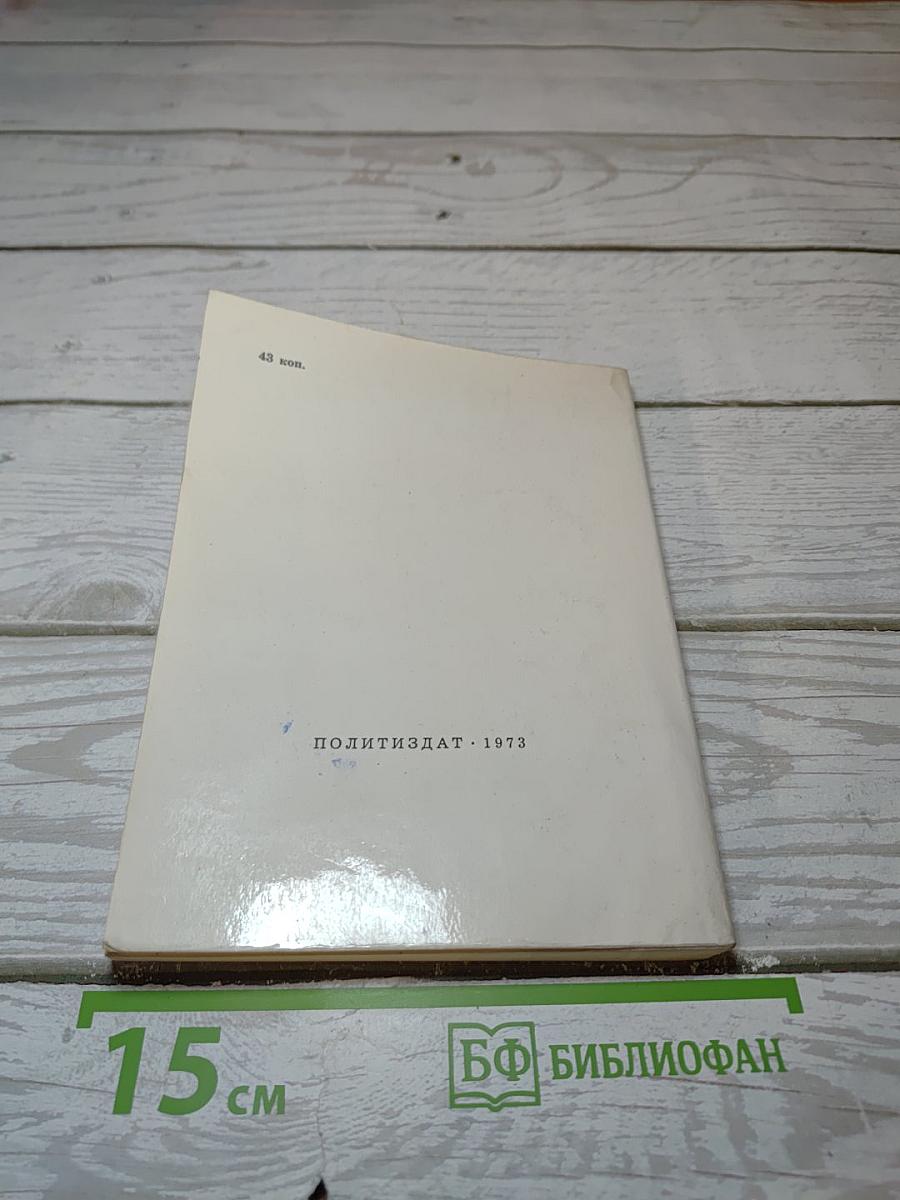 43 коп.
ПОЛИТИЗДАТ · 1973
15 см
БФ БИБЛИОФАН